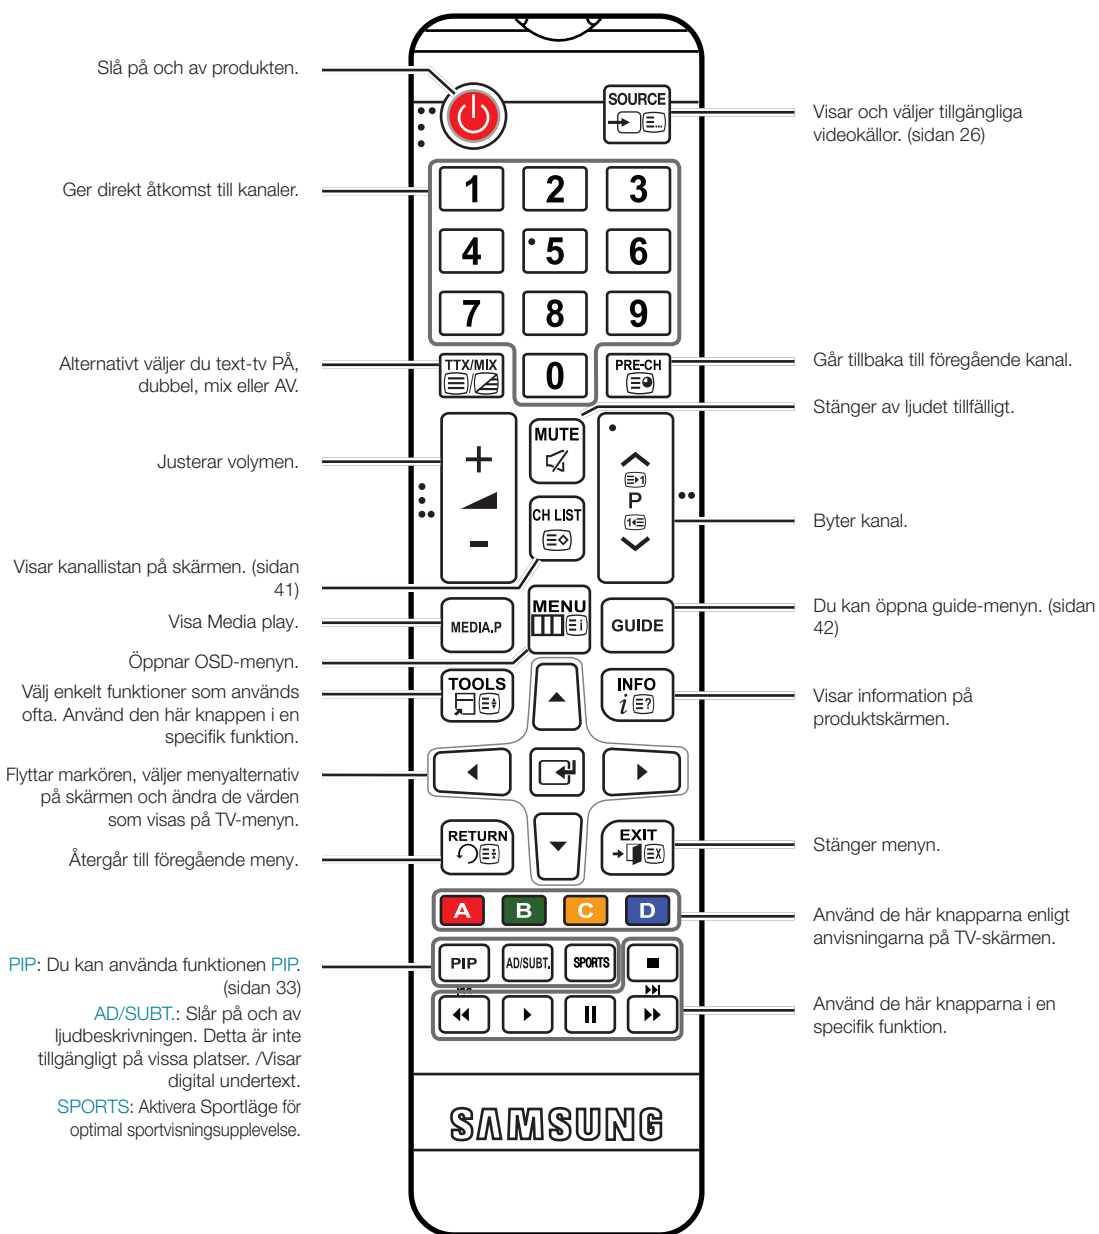 Slå på och av produkten.
SOURCE
Visar och väljer tillgängliga
videokällor. (sidan 26)
Ger direkt åtkomst till kanaler.
1 2 3
4 5 6
7 8 9
Alternativt väljer du text-tv PÅ,
dubbel, mix eller AV.
TTX/MIX
0
PRE-CH
Går tillbaka till föregående kanal.
Stänger av ljudet tillfälligt.
MUTE
Justerar volymen.
+
P
CH LIST
-
Byter kanal.
Visar kanallistan på skärmen. (sidan
41)
Visa Media play.
MEDIA.P
MENU
GUIDE
Du kan öppna guide-menyn. (sidan
42)
Öppnar OSD-menyn.
TOOLS
INFO
Välj enkelt funktioner som används
ofta. Använd den här knappen i en
specifik funktion.
Visar information på
produktskärmen.
Flyttar markören, väljer menyalternativ
på skärmen och ändra de värden
som visas på TV-menyn.
RETURN
EXIT
Återgår till föregående meny.
Stänger menyn.
A B C D
Använd de här knapparna enligt
anvisningarna på TV-skärmen.
PIP AD/SUBT. SPORTS
PIP: Du kan använda funktionen PIP.
(sidan 33)
AD/SUBT.: Slår på och av
ljudbeskrivningen. Detta är inte
tillgängligt på vissa platser. /Visar
digital undertext.
SPORTS: Aktivera Sportläge för
optimal sportvisningsupplevelse.
Använd de här knapparna i en
specifik funktion.
SAMSUNG